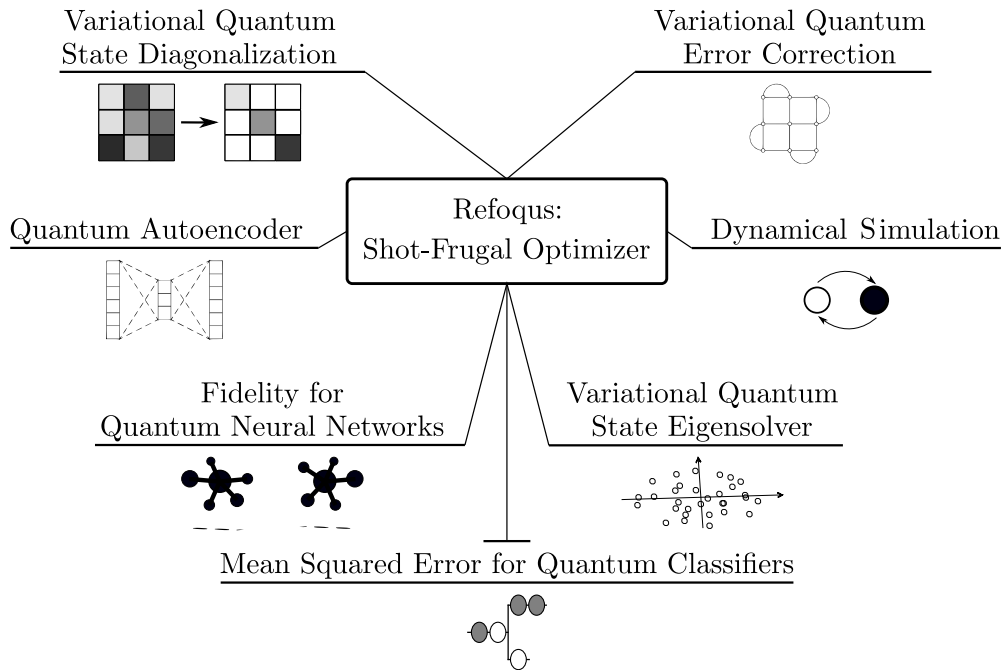 Variational Quantum
State Diagonalization
Variational Quantum
Error Correction
Refoqus:
Shot-Frugal Optimizer
Quantum Autoencoder
Dynamical Simulation
Fidelity for
Quantum Neural Networks
Variational Quantum
State Eigensolver
Mean Squared Error for Quantum Classifiers